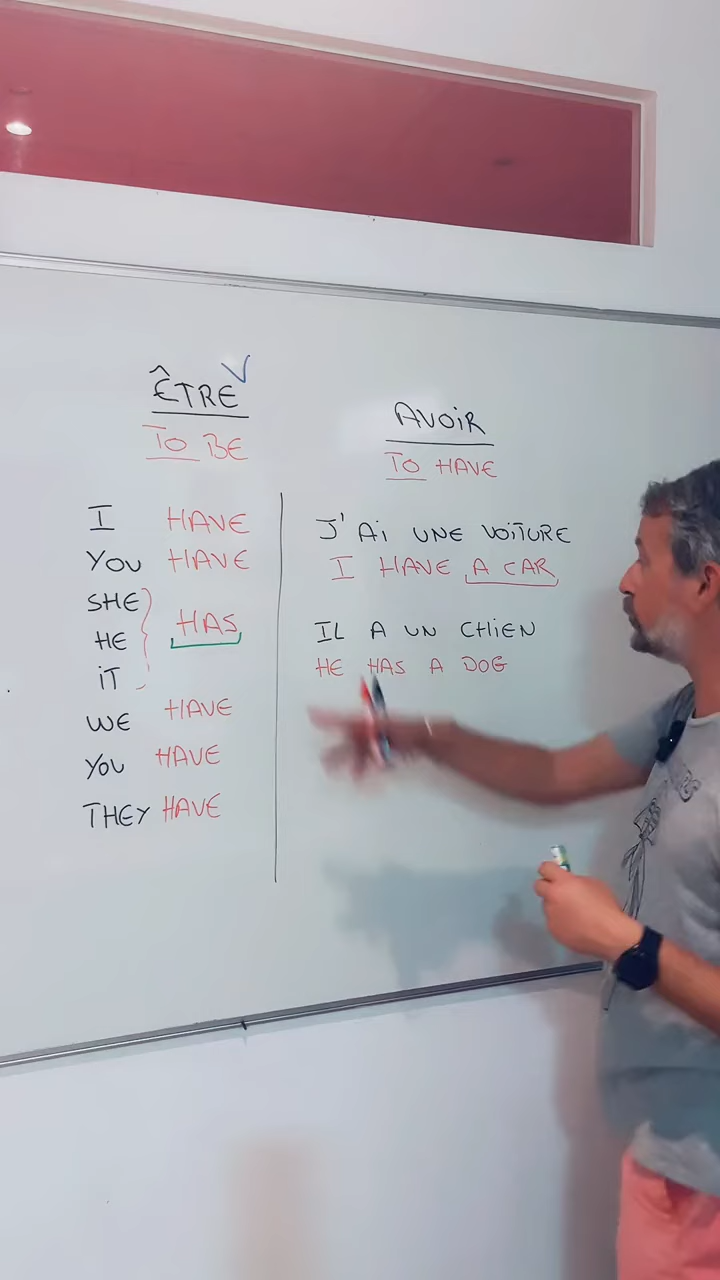 ÊTRE
TO BE
I HAVE
YOU HAVE
SHE
HE HAS
IT
WE HAVE
YOU HAVE
THEY HAVE
AVOIR
TO HAVE
J'AI UNE VOITURE
I HAVE A CAR
IL A UN CHIEN
HE HAS A DOG